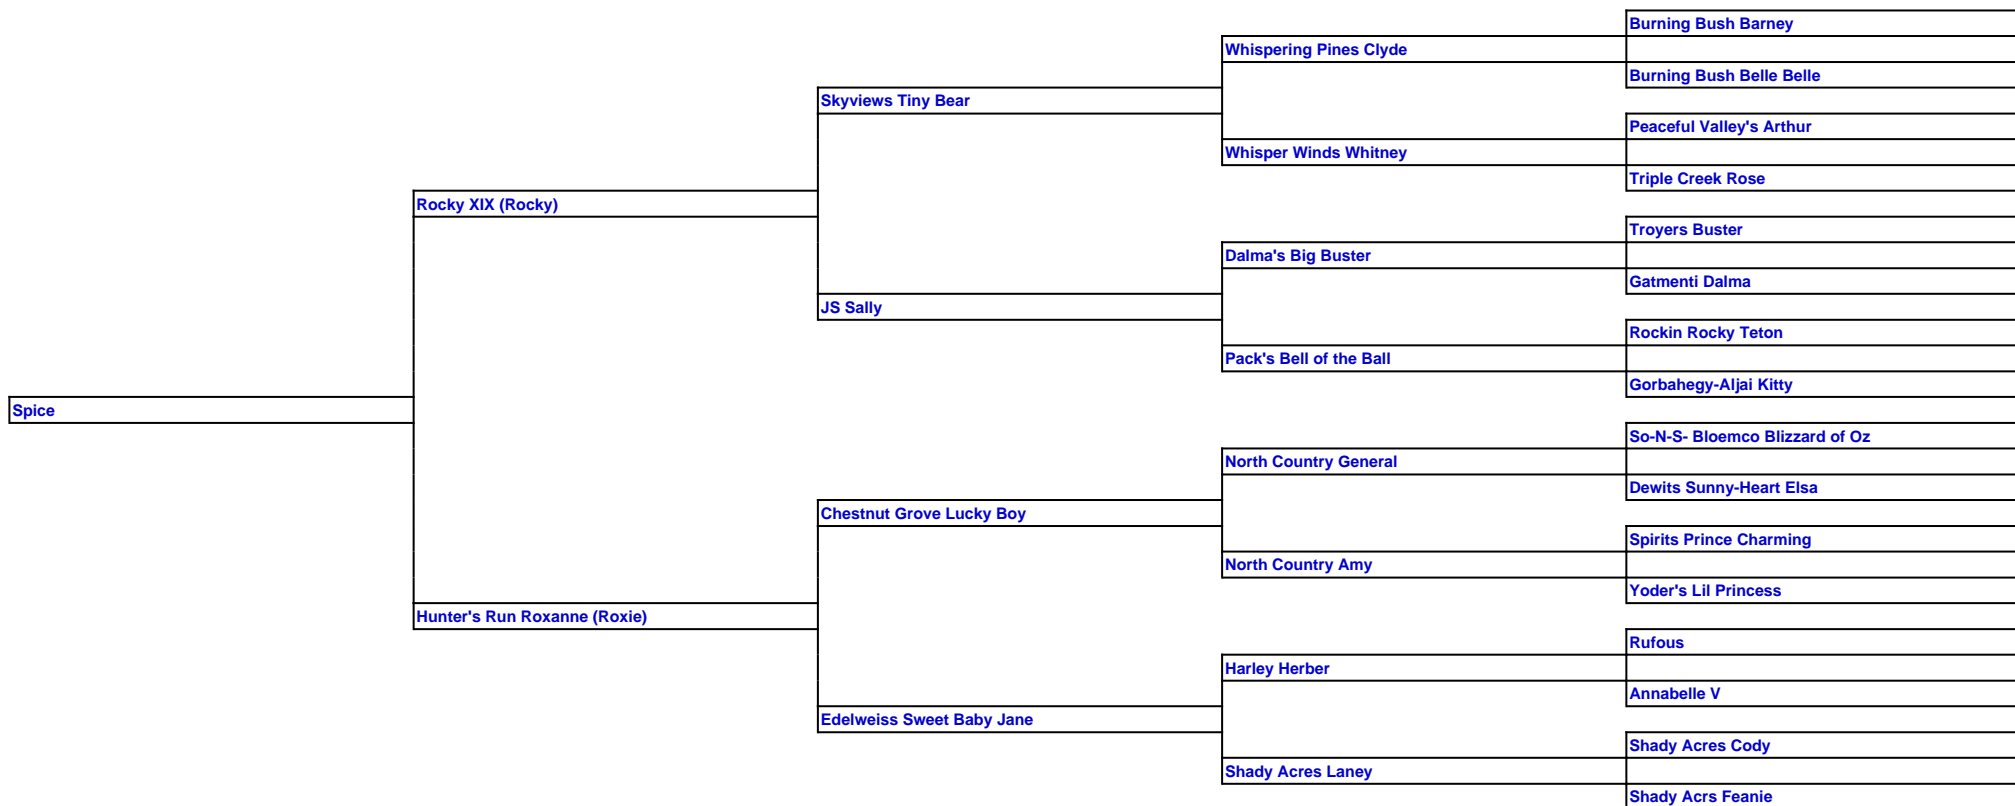 Burning Bush Barney
Whispering Pines Clyde
Burning Bush Belle Belle
Skyviews Tiny Bear
Peaceful Valley's Arthur
Whisper Winds Whitney
Triple Creek Rose
Rocky XIX (Rocky)
Troyers Buster
Dalma's Big Buster
Gatmenti Dalma
JS Sally
Rockin Rocky Teton
Pack's Bell of the Ball
Gorbahegy-Aljai Kitty
Spice
So-N-S- Bloemco Blizzard of Oz
North Country General
Dewits Sunny-Heart Elsa
Chestnut Grove Lucky Boy
Spirits Prince Charming
North Country Amy
Yoder's Lil Princess
Hunter's Run Roxanne (Roxie)
Rufous
Harley Herber
Annabelle V
Edelweiss Sweet Baby Jane
Shady Acres Cody
Shady Acres Laney
Shady Acrs Feanie